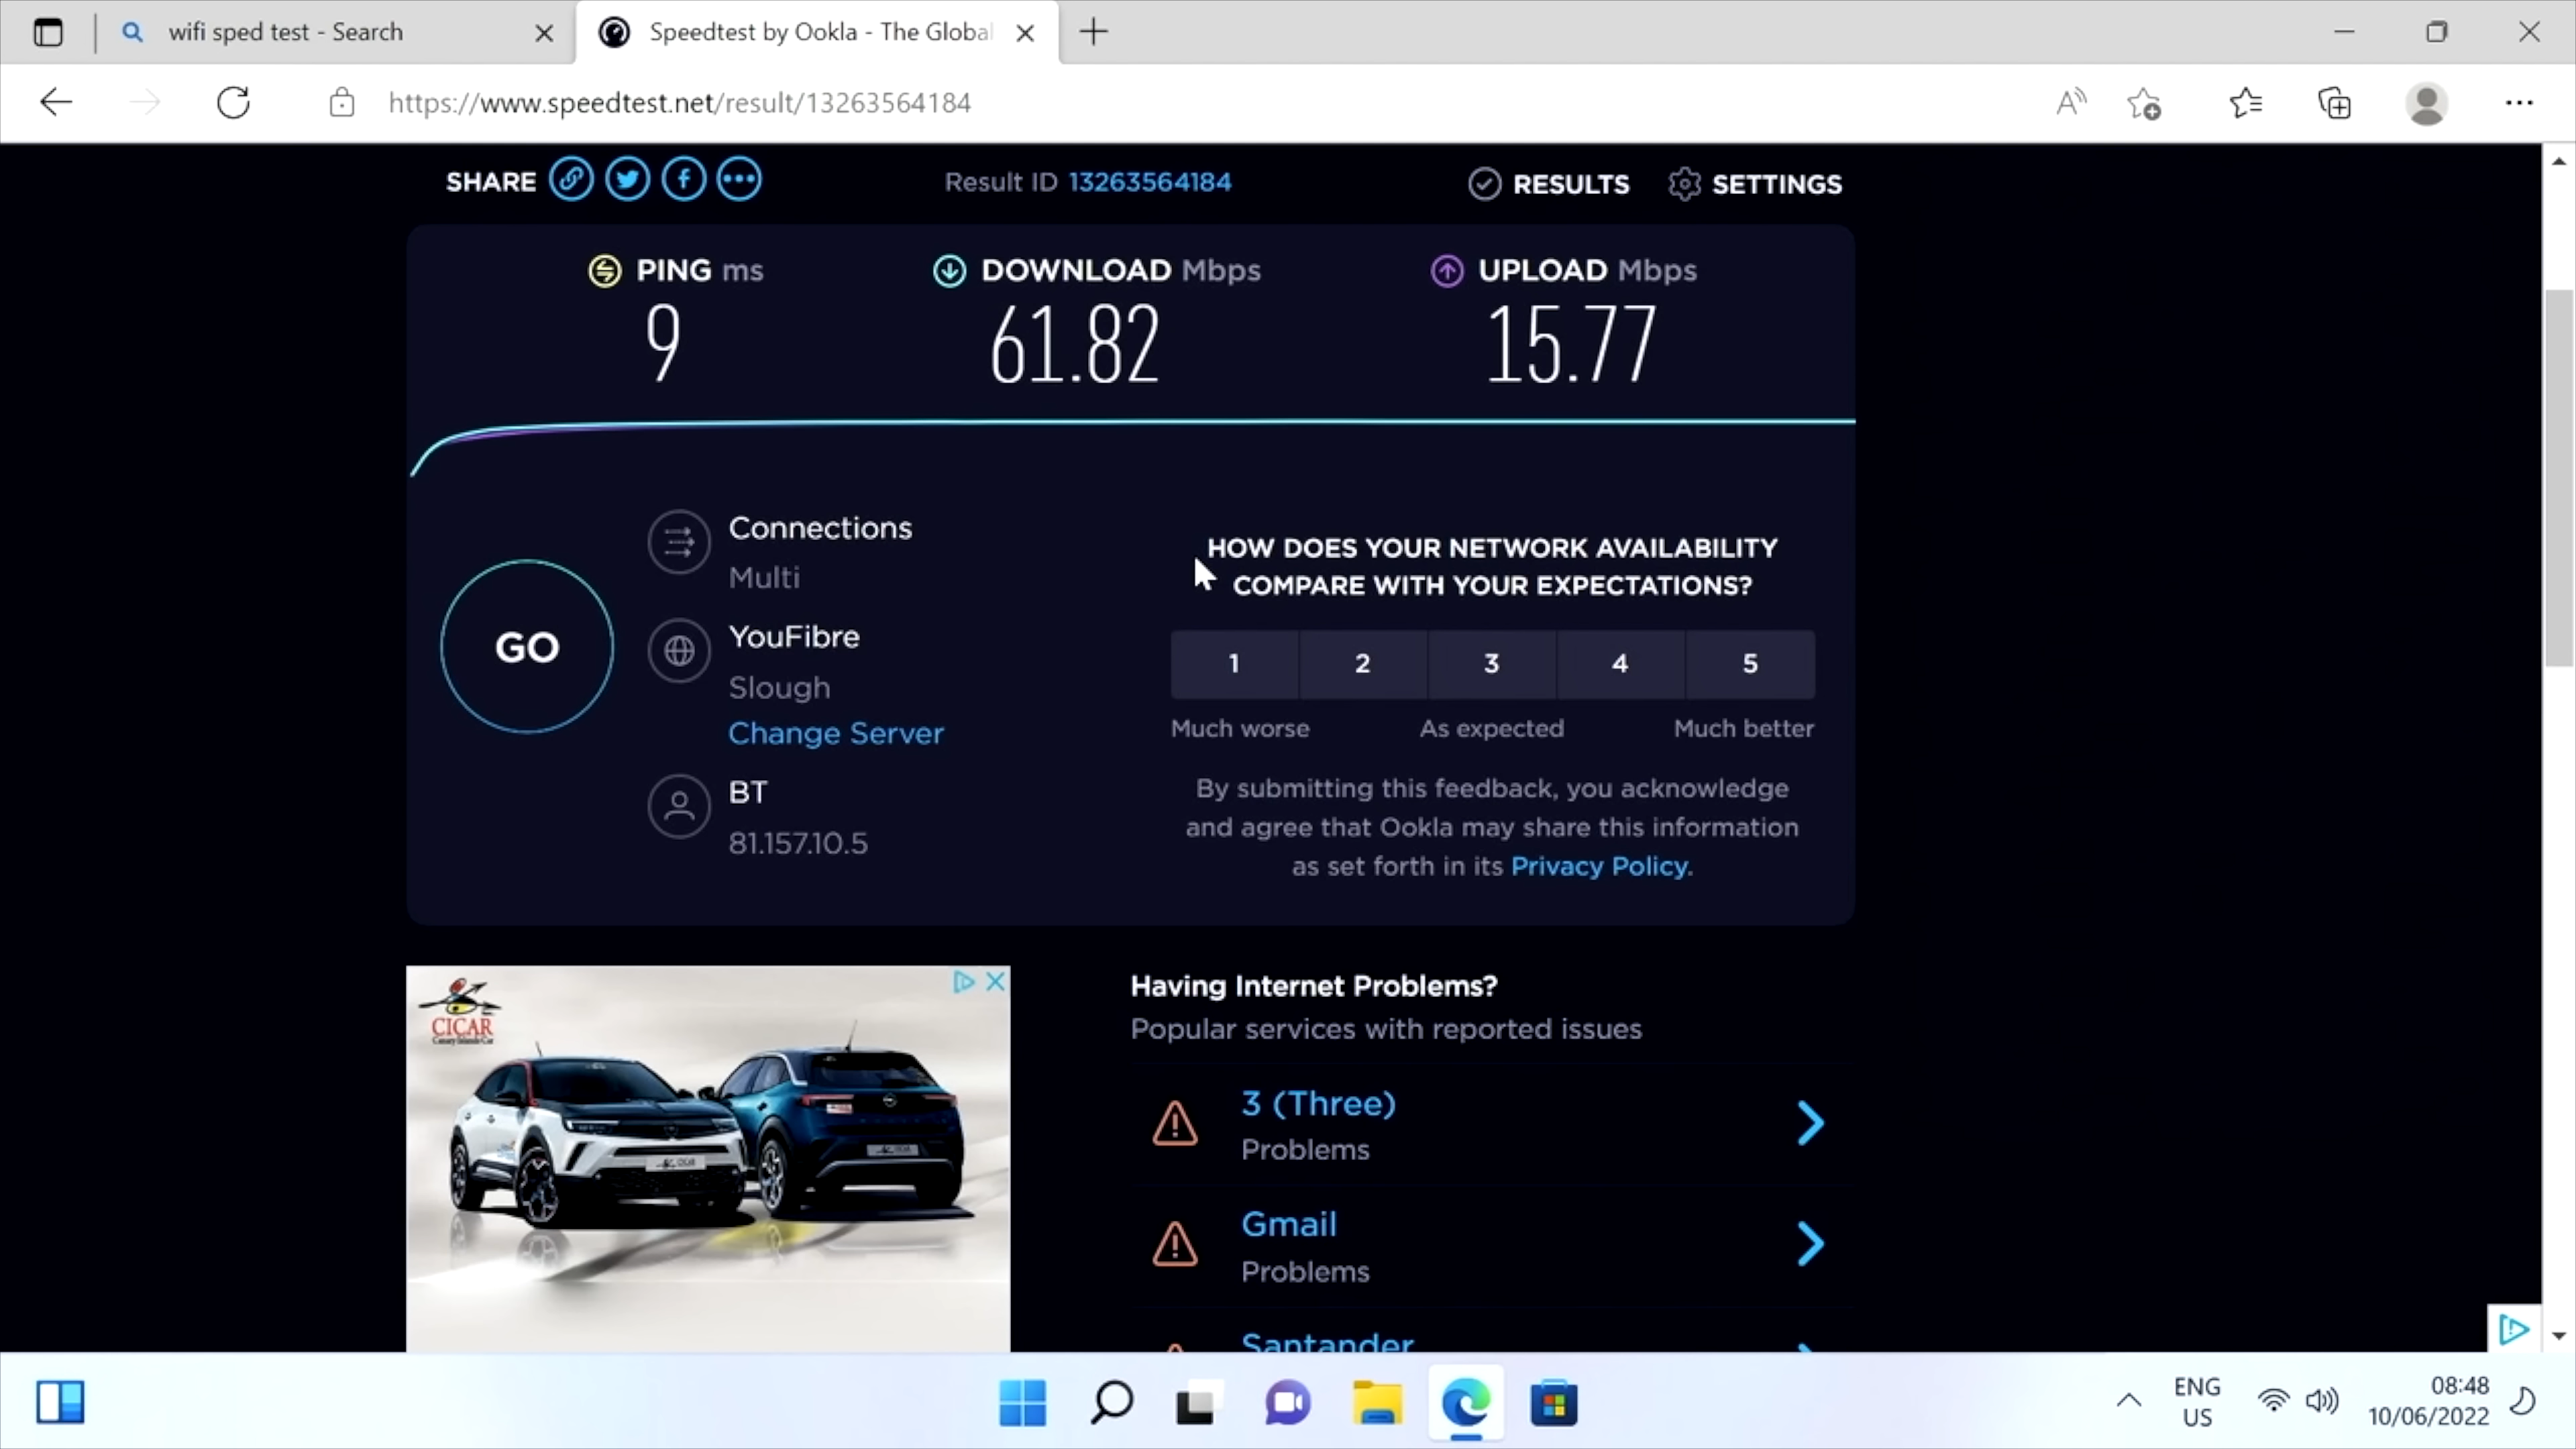 wifi sped test - Search
Speedtest by Ookla - The Global
https://www.speedtest.net/result/13263564184
SHARE
Result ID 13263564184
RESULTS
SETTINGS
PING ms
9
DOWNLOAD Mbps
61.82
UPLOAD Mbps
15.77
GO
Connections
Multi
YouFibre
Slough
Change Server
BT
81.157.10.5
HOW DOES YOUR NETWORK AVAILABILITY
COMPARE WITH YOUR EXPECTATIONS?
1 2 3 4 5
Much worse As expected Much better
By submitting this feedback, you acknowledge
and agree that Ookla may share this information
as set forth in its Privacy Policy.
CICAR
Canary Islands Car
CICAR
CICAR
Having Internet Problems?
Popular services with reported issues
3 (Three)
Problems
Gmail
Problems
Santander
ENG
US
08:48
10/06/2022